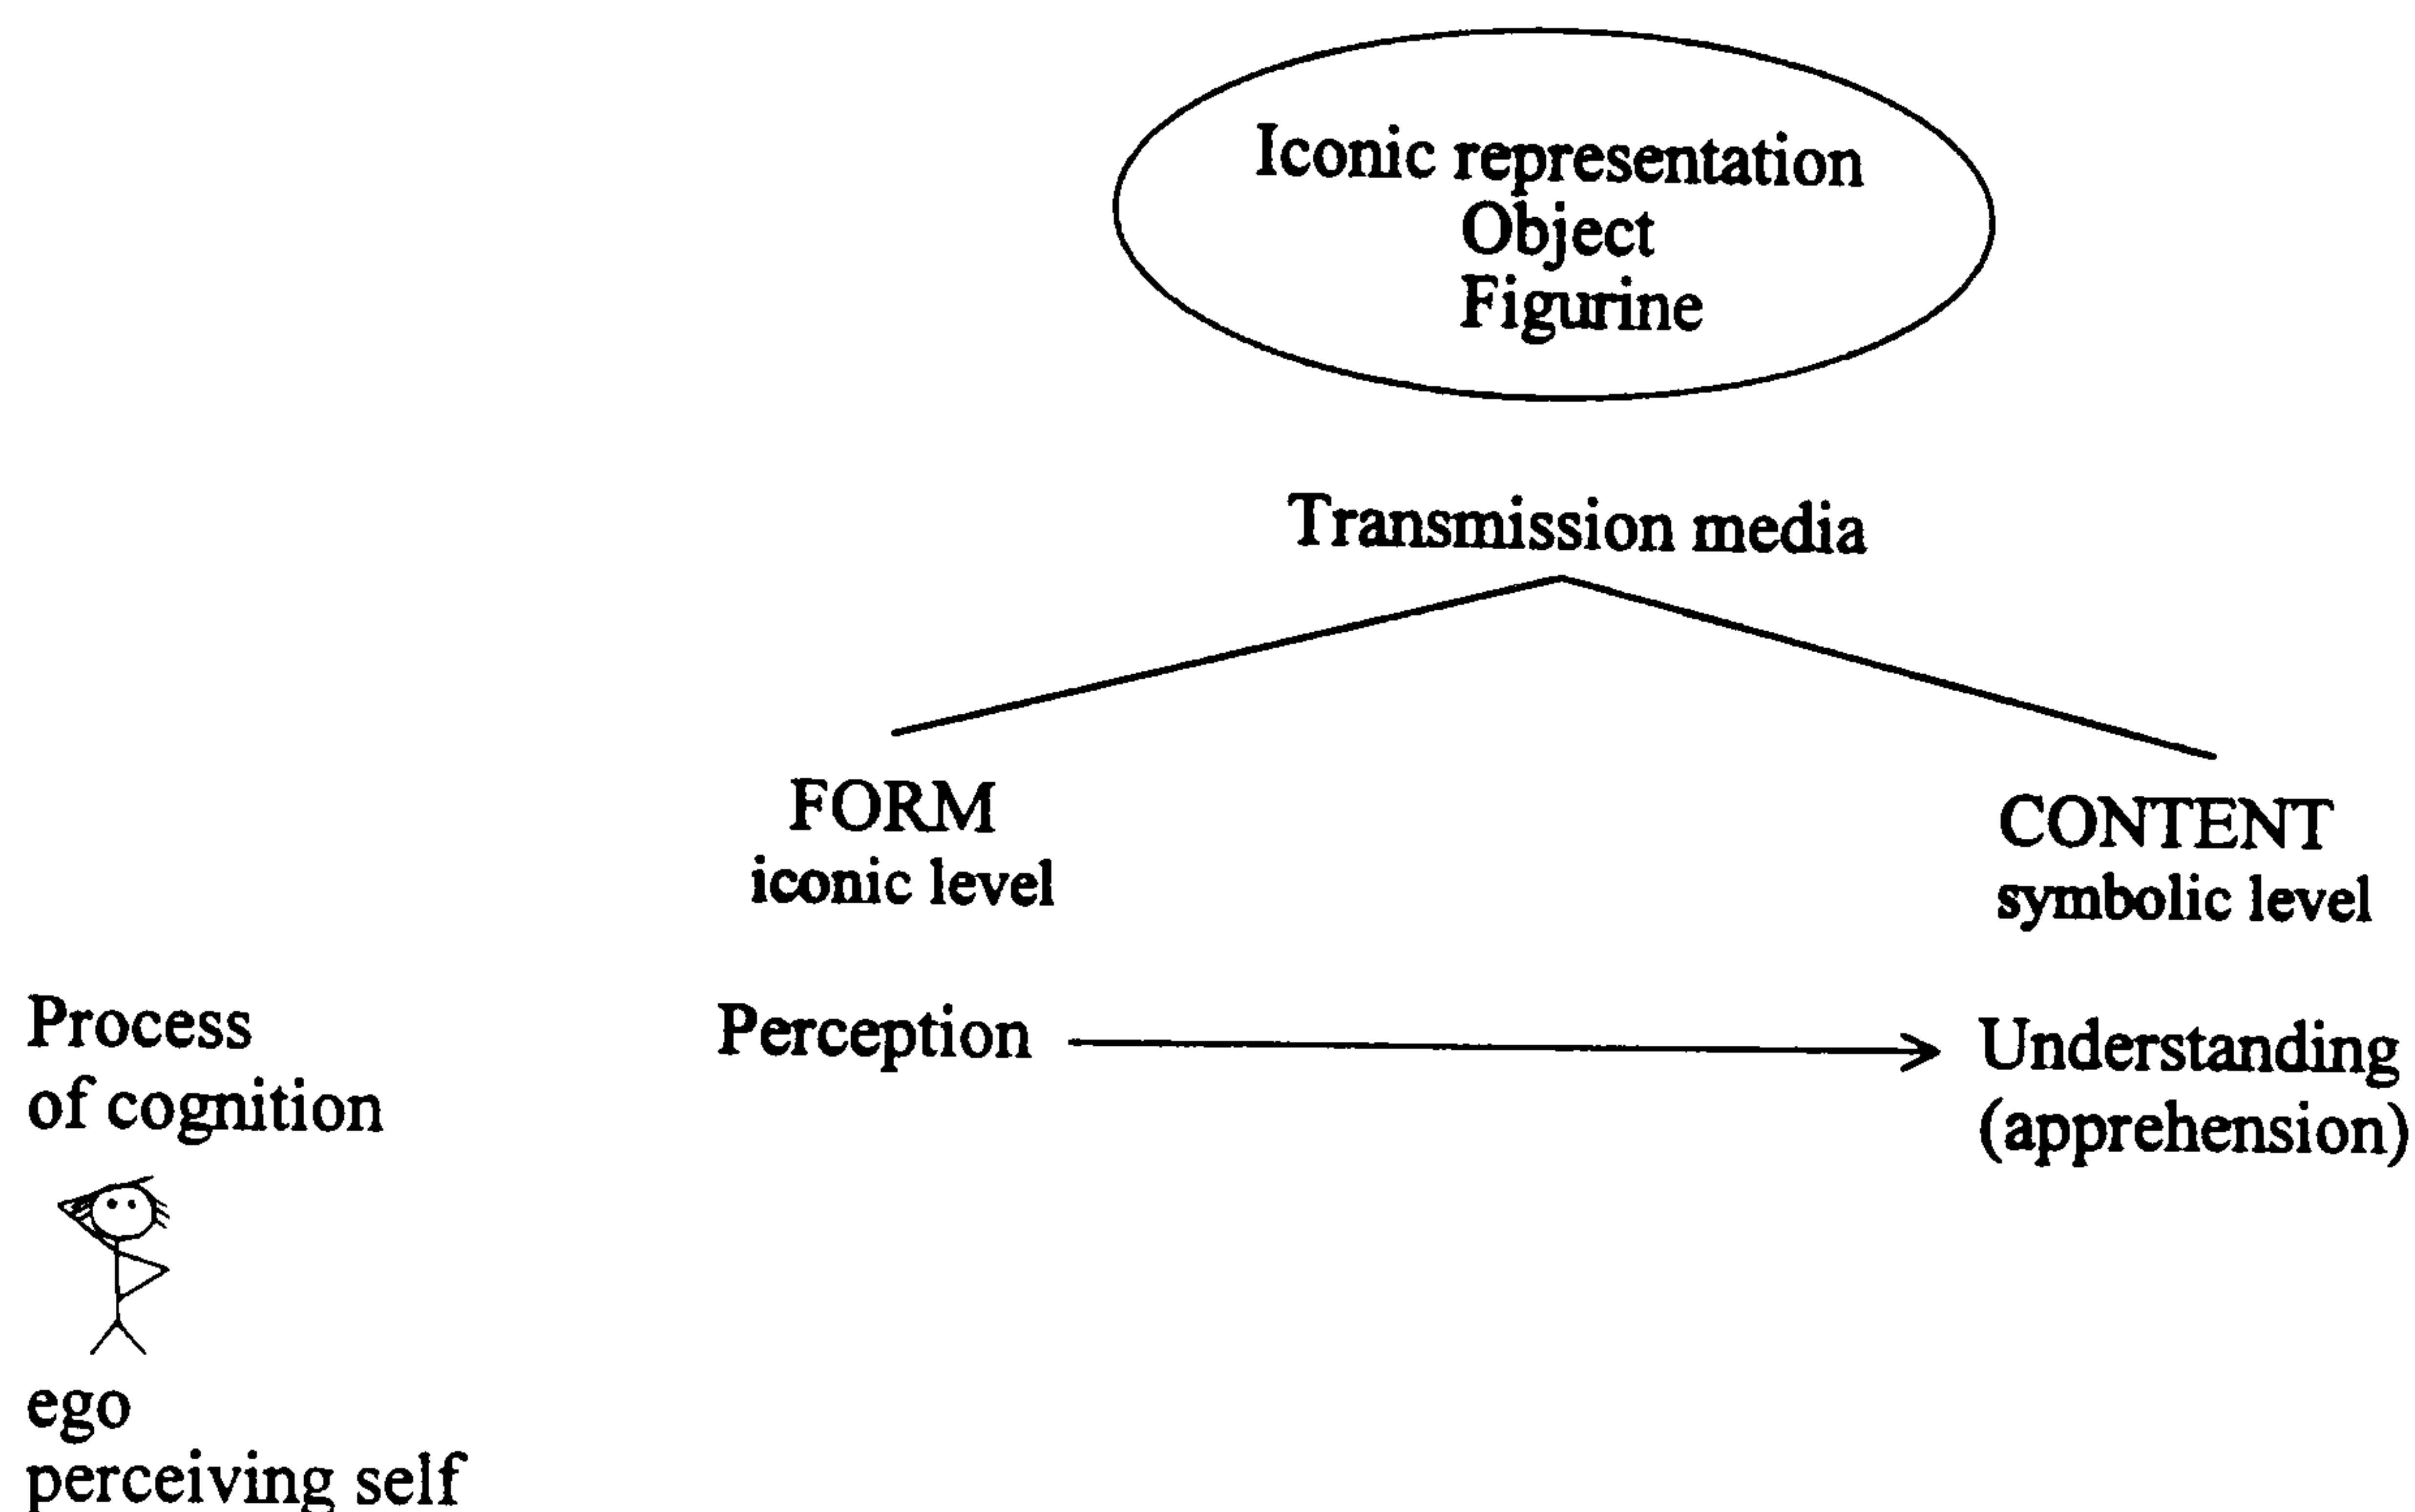 Iconic representation
Object
Figurine
Transmission media
FORM
iconic level
CONTENT
symbolic level
Process
of cognition
Perception
Understanding
(apprehension)
ego
perceiving self